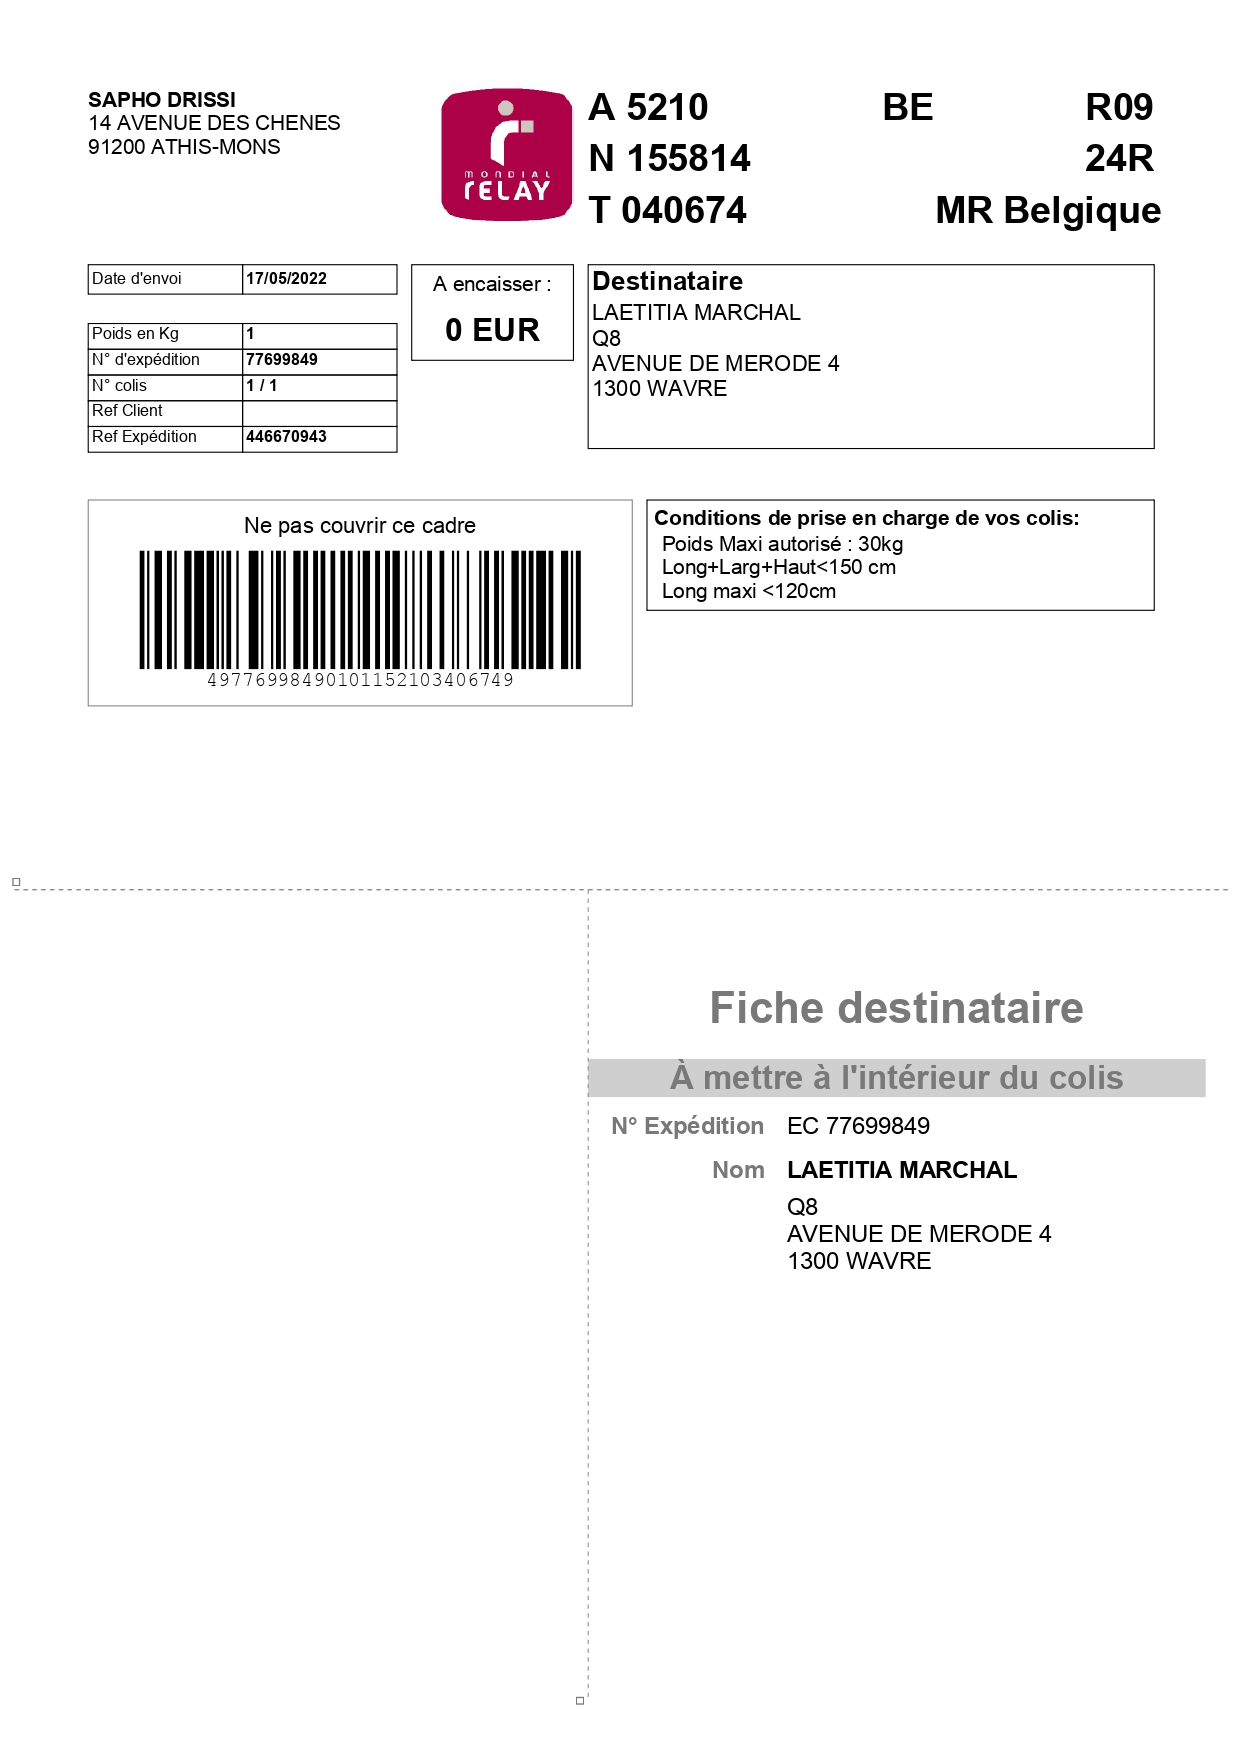 SAPHO DRISSI
14 AVENUE DES CHENES
91200 ATHIS-MONS
MONDIAL
RELAY
A 5210 BE R09
N 155814 24R
T 040674 MR Belgique
Date d'envoi 17/05/2022
Poids en Kg 1
N° d'expédition 77699849
N° colis 1 / 1
Ref Client
Ref Expédition 446670943
A encaisser :
0 EUR
Destinataire
LAETITIA MARCHAL
Q8
AVENUE DE MERODE 4
1300 WAVRE
Ne pas couvrir ce cadre
49776998490101152103406749
Conditions de prise en charge de vos colis:
Poids Maxi autorisé : 30kg
Long+Larg+Haut<150 cm
Long maxi <120cm
Fiche destinataire
À mettre à l'intérieur du colis
N° Expédition EC 77699849
Nom LAETITIA MARCHAL
Q8
AVENUE DE MERODE 4
1300 WAVRE